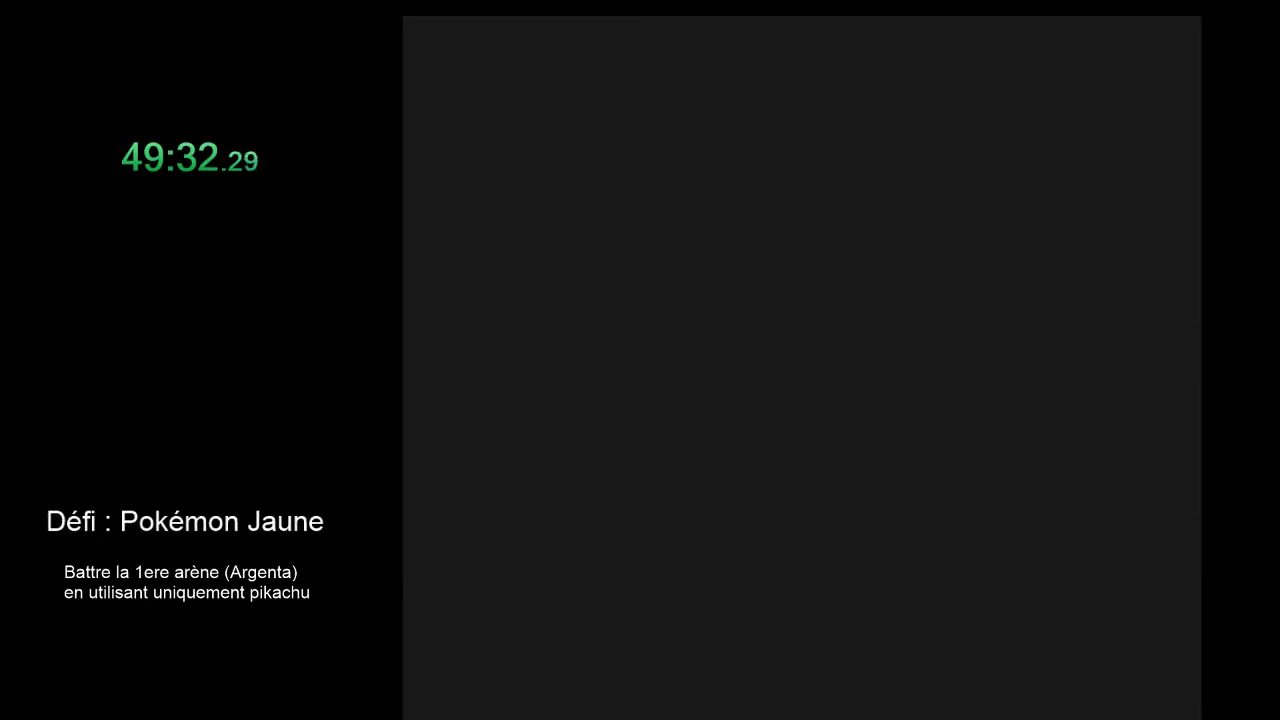 49:32.29
Défi : Pokémon Jaune
Battre la 1ere arène (Argenta)
en utilisant uniquement pikachu